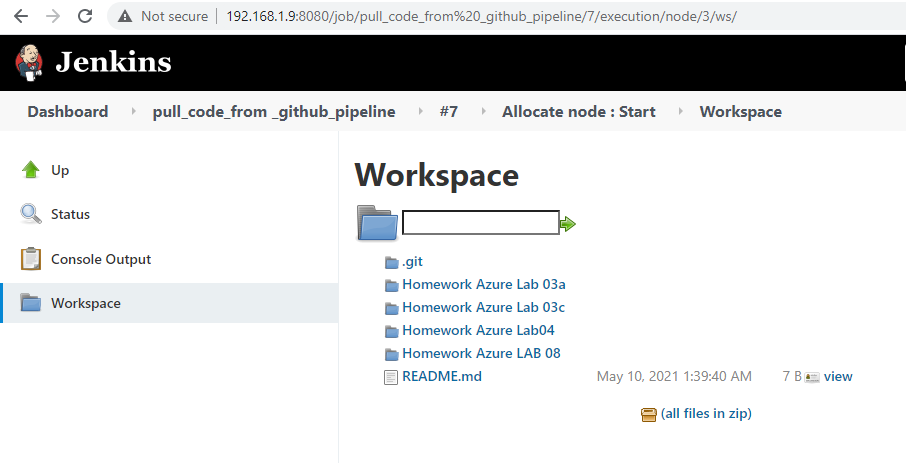 Not secure | 192.168.1.9:8080/job/pull_code_from%20_github_pipeline/7/execution/node/3/ws/
Jenkins
Dashboard pull_code_from _github_pipeline #7 Allocate node : Start Workspace
Up
Status
Console Output
Workspace
Workspace
.git
Homework Azure Lab 03a
Homework Azure Lab 03c
Homework Azure Lab04
Homework Azure LAB 08
README.md May 10, 2021 1:39:40 AM 7 B view
(all files in zip)